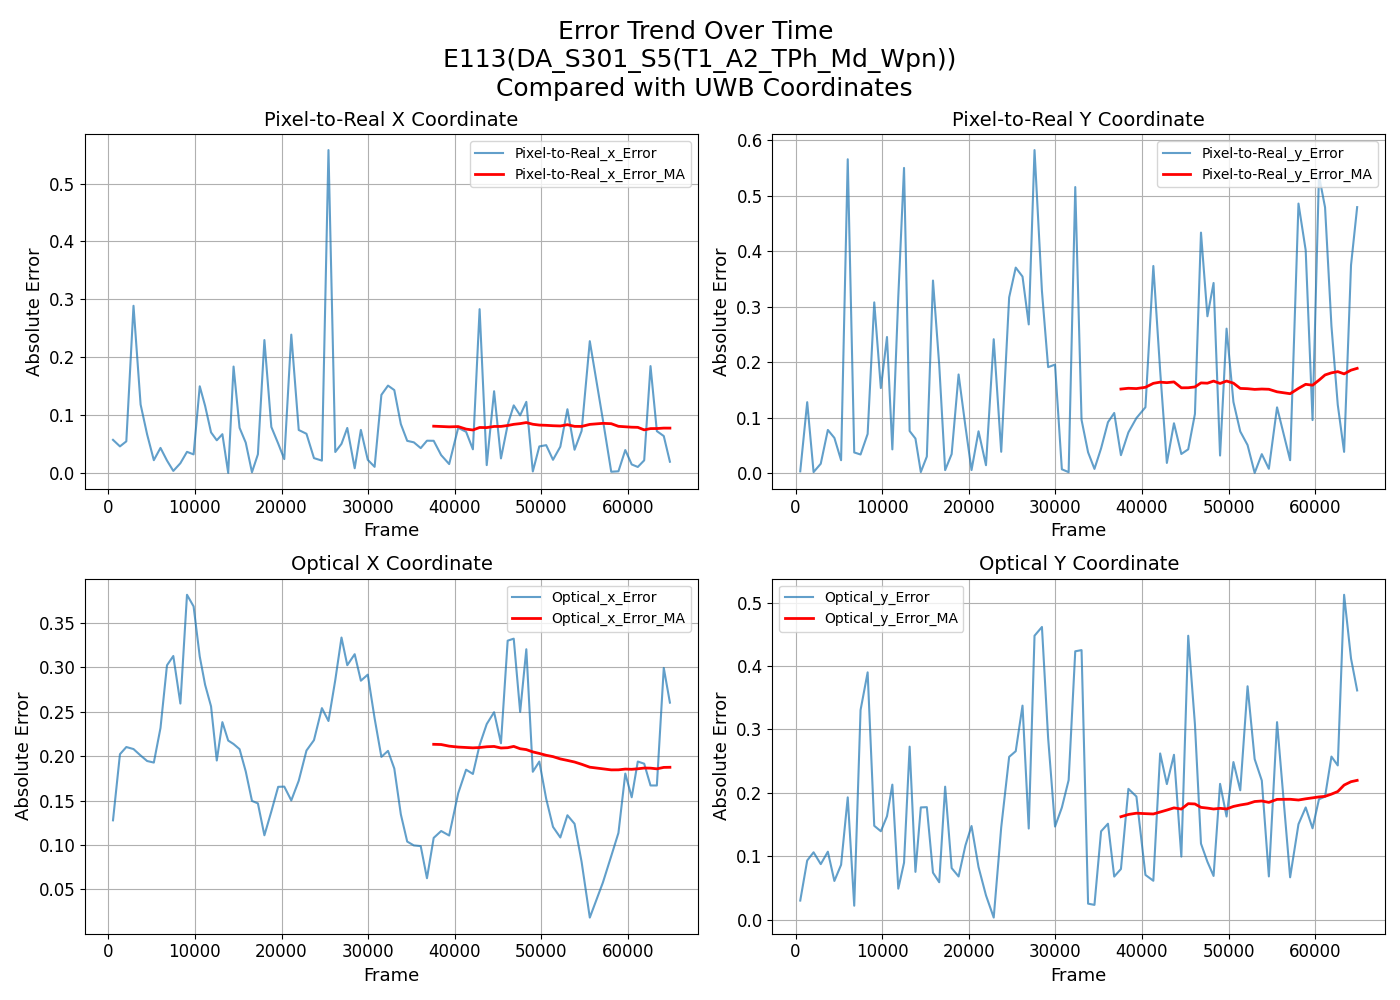 Error Trend Over Time
E113(DA_S301_S5(T1_A2_TPh_Md_Wpn))
Compared with UWB Coordinates
Pixel-to-Real X Coordinate
Absolute Error
0.5
0.4
0.3
0.2
0.1
0.0
Pixel-to-Real_x_Error
Pixel-to-Real_x_Error_MA
0 10000 20000 30000 40000 50000 60000
Frame
Pixel-to-Real Y Coordinate
Absolute Error
0.6
0.5
0.4
0.3
0.2
0.1
0.0
Pixel-to-Real_y_Error
Pixel-to-Real_y_Error_MA
0 10000 20000 30000 40000 50000 60000
Frame
Optical X Coordinate
Absolute Error
0.35
0.30
0.25
0.20
0.15
0.10
0.05
Optical_x_Error
Optical_x_Error_MA
0 10000 20000 30000 40000 50000 60000
Frame
Optical Y Coordinate
Absolute Error
0.5
0.4
0.3
0.2
0.1
0.0
Optical_y_Error
Optical_y_Error_MA
0 10000 20000 30000 40000 50000 60000
Frame